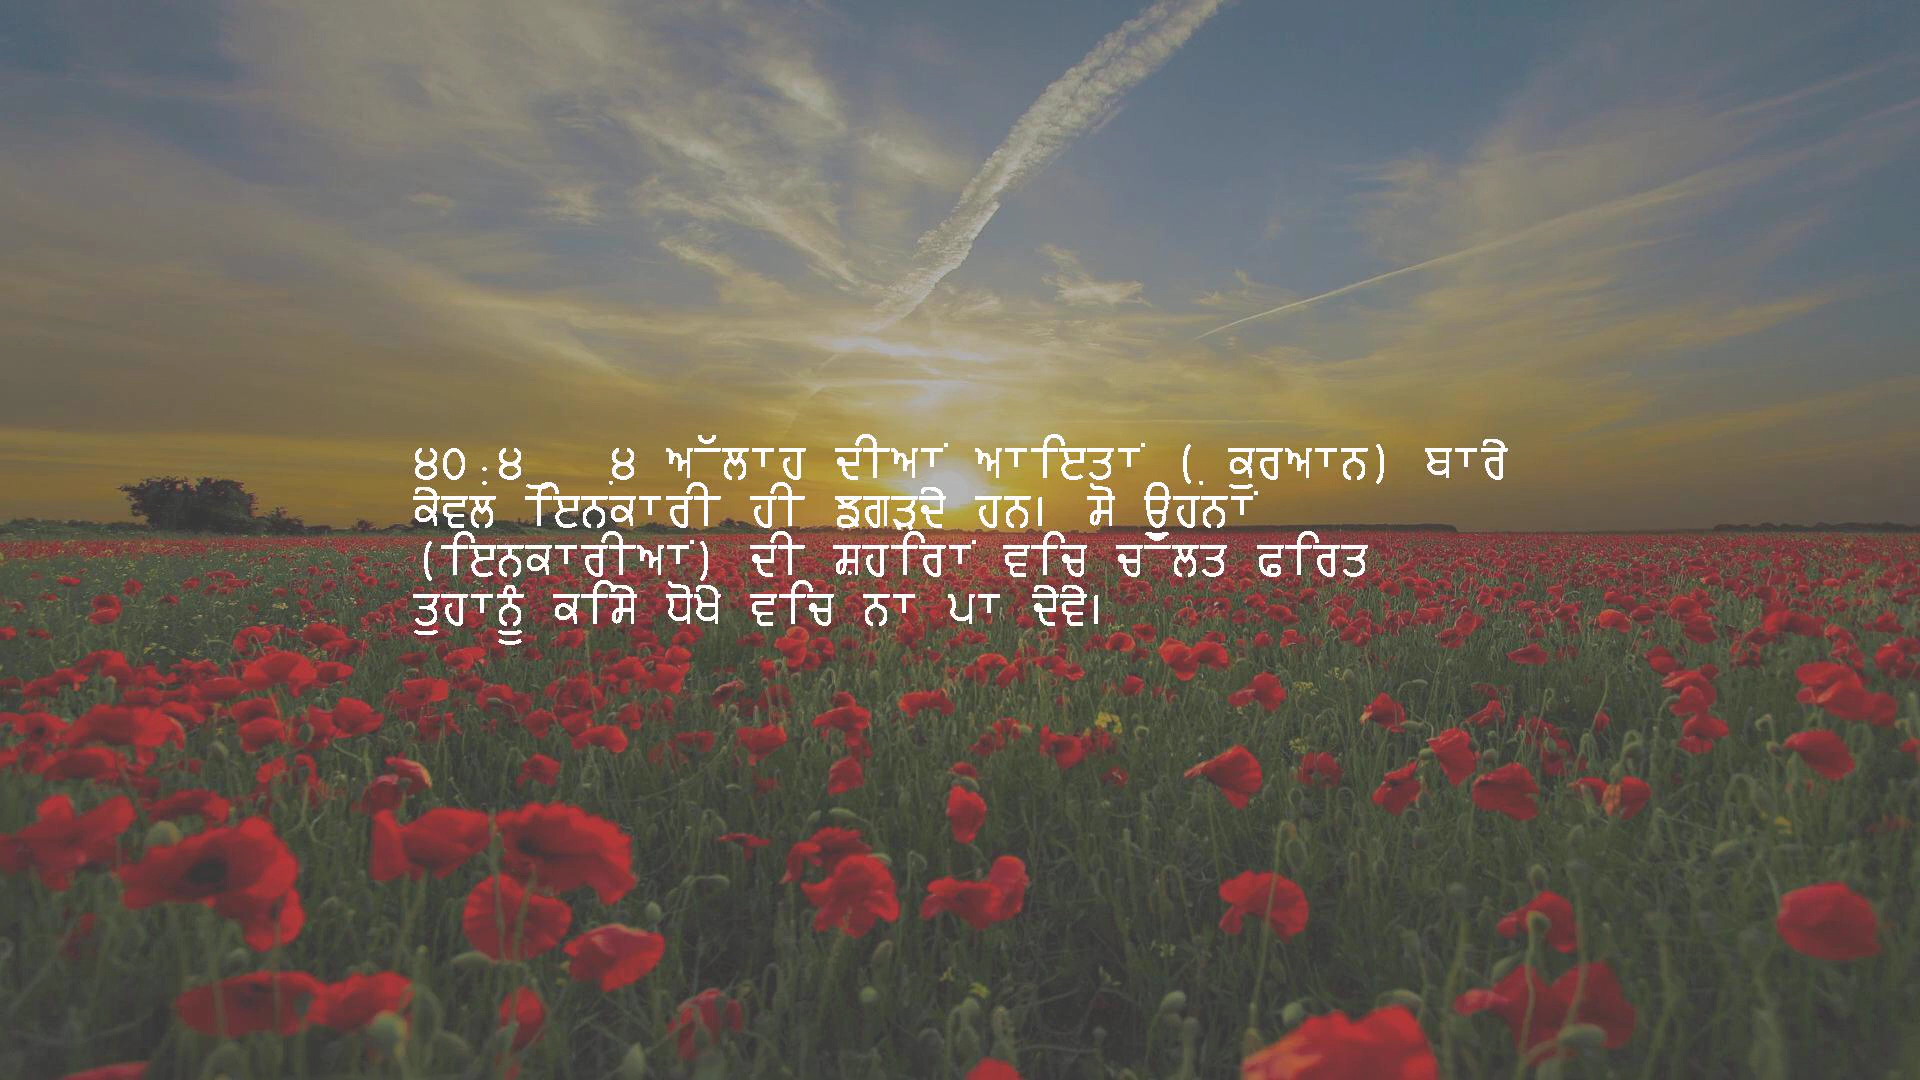 ੪੦:੪ ੪ ਅੱਲਾਹ ਦੀਆਂ ਆਇਤਾਂ ( ਕੁਰਆਨ) ਬਾਰੇ
ਕੇਵਲ ਇਨਕਾਰੀ ਹੀ ਝਗੜਦੇ ਹਨ। ਸੋ ਉਹਨਾਂ
(ਇਨਕਾਰੀਆਂ) ਦੀ ਸ਼ਹਿਰਾਂ ਵਿਚ ਚੱਲਤ ਫਿਰਤ
ਤੁਹਾਨੂੰ ਕਿਸੇ ਧੋਖੇ ਵਿਚ ਨਾ ਪਾ ਦੇਵੇ।